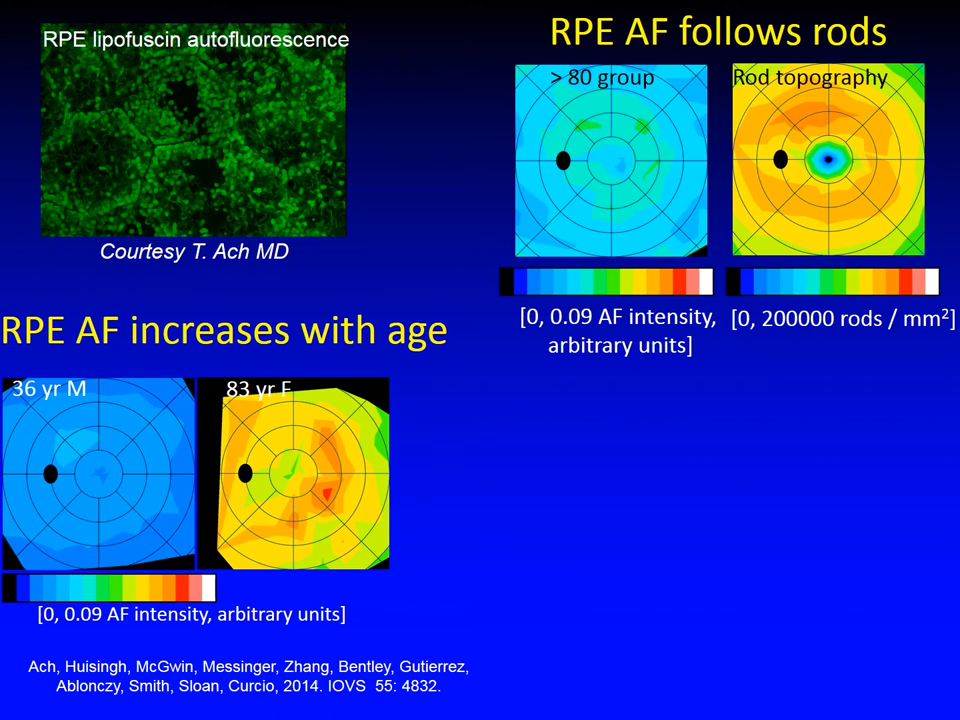 RPE lipofuscin autofluorescence
Courtesy T. Ach MD
RPE AF follows rods
> 80 group
Rod topography
[0, 0.09 AF intensity,
arbitrary units]
[0, 200000 rods / mm²]
RPE AF increases with age
36 yr M
83 yr F
[0, 0.09 AF intensity, arbitrary units]
Ach, Huisingh, McGwin, Messinger, Zhang, Bentley, Gutierrez,
Ablonczy, Smith, Sloan, Curcio, 2014. IOVS  55: 4832.